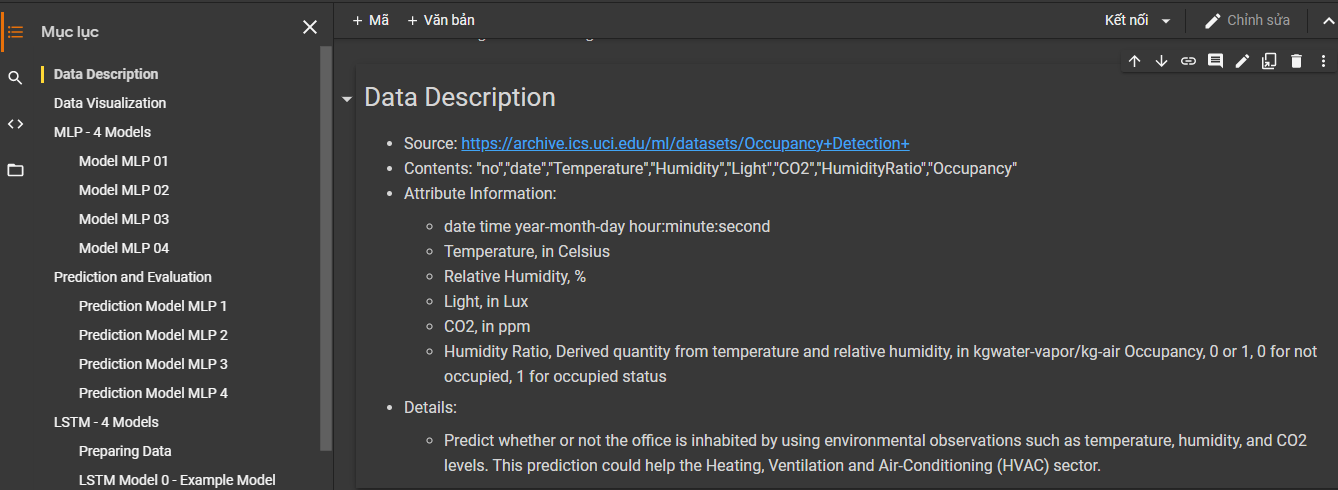 Mục lục
Data Description
Data Visualization
MLP - 4 Models
Model MLP 01
Model MLP 02
Model MLP 03
Model MLP 04
Prediction and Evaluation
Prediction Model MLP 1
Prediction Model MLP 2
Prediction Model MLP 3
Prediction Model MLP 4
LSTM - 4 Models
Preparing Data
LSTM Model 0 - Example Model
+ Mã + Văn bản
Kết nối
Chỉnh sửa
Data Description
• Source: https://archive.ics.uci.edu/ml/datasets/Occupancy+Detection+
• Contents: "no","date","Temperature","Humidity","Light","CO2","HumidityRatio","Occupancy"
• Attribute Information:
◦ date time year-month-day hour:minute:second
◦ Temperature, in Celsius
◦ Relative Humidity, %
◦ Light, in Lux
◦ CO2, in ppm
◦ Humidity Ratio, Derived quantity from temperature and relative humidity, in kgwater-vapor/kg-air Occupancy, 0 or 1, 0 for not
occupied, 1 for occupied status
• Details:
◦ Predict whether or not the office is inhabited by using environmental observations such as temperature, humidity, and CO2
levels. This prediction could help the Heating, Ventilation and Air-Conditioning (HVAC) sector.